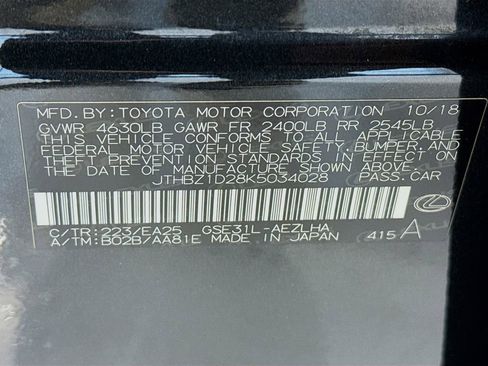 MFD. BY: TOYOTA MOTOR CORPORATION 10/18
GVWR 4630LB GAWR FR 2400LB RR 2545LB
THIS VEHICLE CONFORMS TO ALL APPLICABLE
FEDERAL MOTOR VEHICLE SAFETY, BUMPER, AND
THEFT PREVENTION STANDARDS IN EFFECT ON
THE DATE OF MANUFACTURE SHOWN ABOVE.
JTHBZ1D28K5034028 PASS.CAR
C/TR: 223/EA25 GSE31L-AEZLHA
A/TM: B02B/AA81E MADE IN JAPAN 415 A